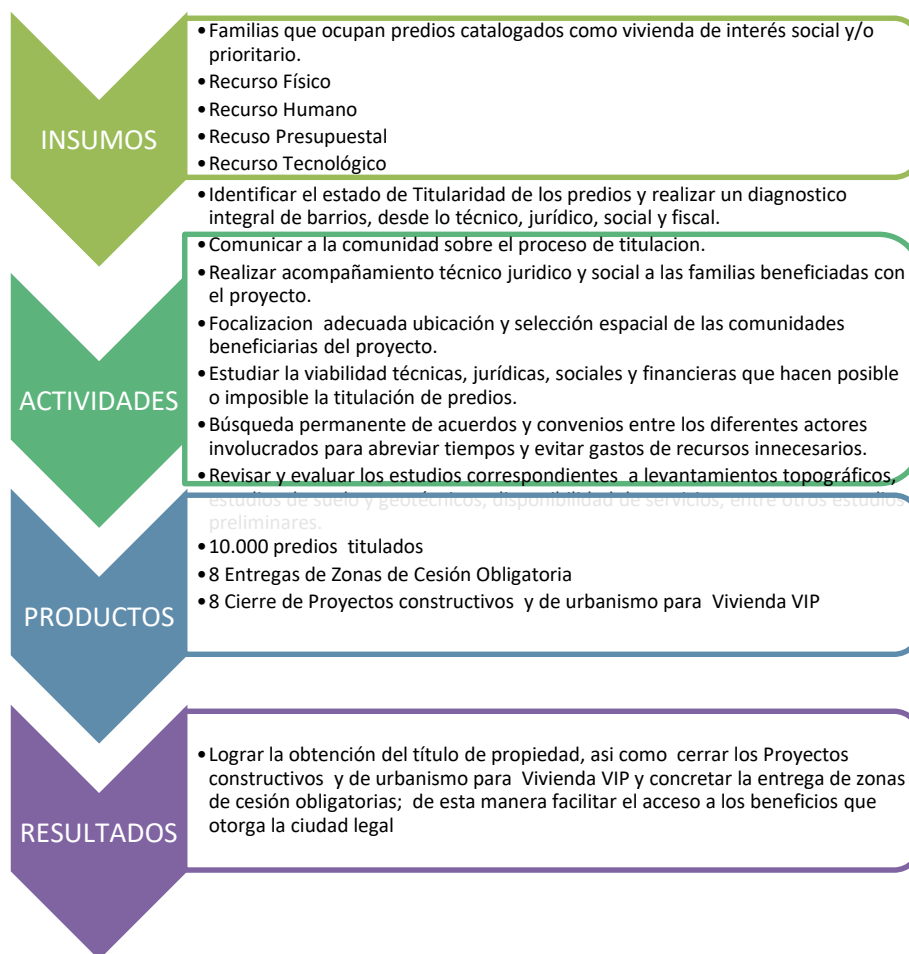 INSUMOS
•Familias que ocupan predios catalogados como vivienda de interés social y/o
prioritario.
•Recurso Físico
•Recurso Humano
•Recuso Presupuestal
•Recurso Tecnológico
ACTIVIDADES
•Identificar el estado de Titularidad de los predios y realizar un diagnostico
integral de barrios, desde lo técnico, jurídico, social y fiscal.
•Comunicar a la comunidad sobre el proceso de titulacion.
•Realizar acompañamiento técnico juridico y social a las familias beneficiadas con
el proyecto.
•Focalizacion adecuada ubicación y selección espacial de las comunidades
beneficiarias del proyecto.
•Estudiar la viabilidad técnicas, jurídicas, sociales y financieras que hacen posible
o imposible la titulación de predios.
•Búsqueda permanente de acuerdos y convenios entre los diferentes actores
involucrados para abreviar tiempos y evitar gastos de recursos innecesarios.
•Revisar y evaluar los estudios correspondientes a levantamientos topográficos,
estudios de suelo y geotécnicos, disponibilidad de servicios, entre otros estudios
preliminares.
PRODUCTOS
•10.000 predios titulados
•8 Entregas de Zonas de Cesión Obligatoria
•8 Cierre de Proyectos constructivos y de urbanismo para Vivienda VIP
RESULTADOS
•Lograr la obtención del título de propiedad, asi como cerrar los Proyectos
constructivos y de urbanismo para Vivienda VIP y concretar la entrega de zonas
de cesión obligatorias; de esta manera facilitar el acceso a los beneficios que
otorga la ciudad legal